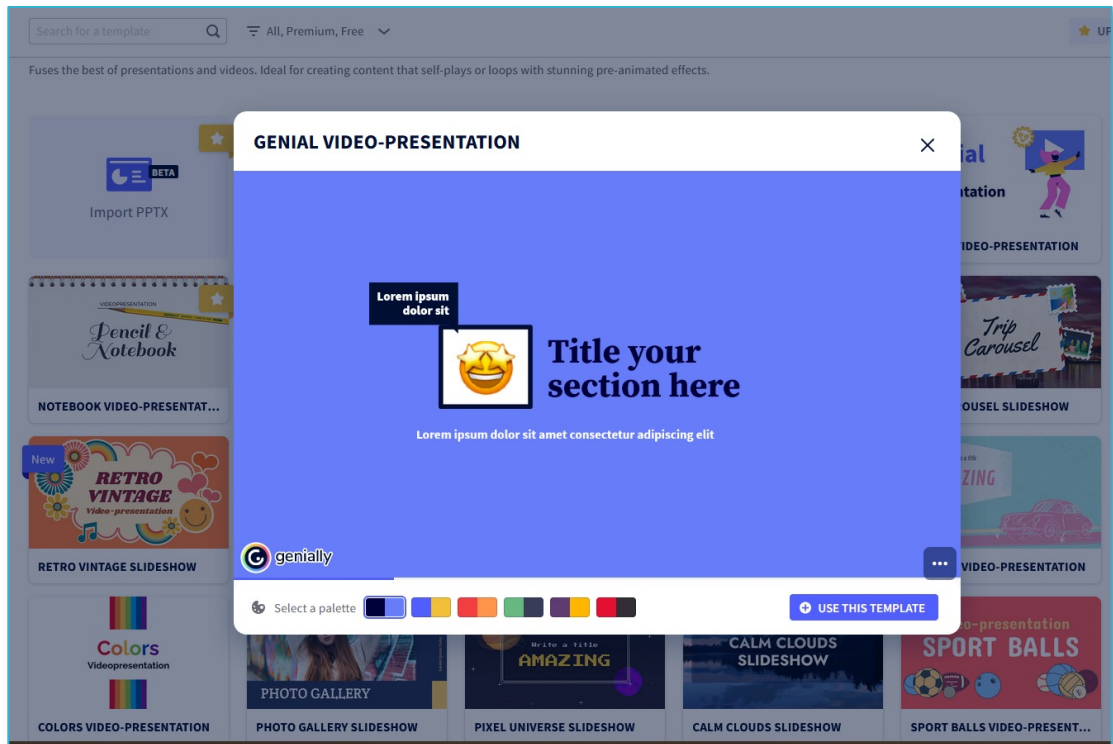 Search for a template
All, Premium, Free
UP
Fuses the best of presentations and videos. Ideal for creating content that self-plays or loops with stunning pre-animated effects.
GENIAL VIDEO-PRESENTATION
BETA
Import PPTX
ial
ntation
IDEO-PRESENTATION
Lorem ipsum
dolor sit
Title your
section here
Lorem ipsum dolor sit amet consectetur adipiscing elit
VIDEOPRESENTATION
Pencil &
Notebook
NOTEBOOK VIDEO-PRESENTAT...
Trip
Carousel
OUSEL SLIDESHOW
New
RETRO
VINTAGE
Video-presentation
RETRO VINTAGE SLIDESHOW
ZING
VIDEO-PRESENTATION
genially
Select a palette
USE THIS TEMPLATE
Colors
Videopresentation
COLORS VIDEO-PRESENTATION
PHOTO GALLERY
PHOTO GALLERY SLIDESHOW
Write a title
AMAZING
PIXEL UNIVERSE SLIDESHOW
CALM CLOUDS
SLIDESHOW
CALM CLOUDS SLIDESHOW
eo-presentation
SPORT BALLS
SPORT BALLS VIDEO-PRESENT...